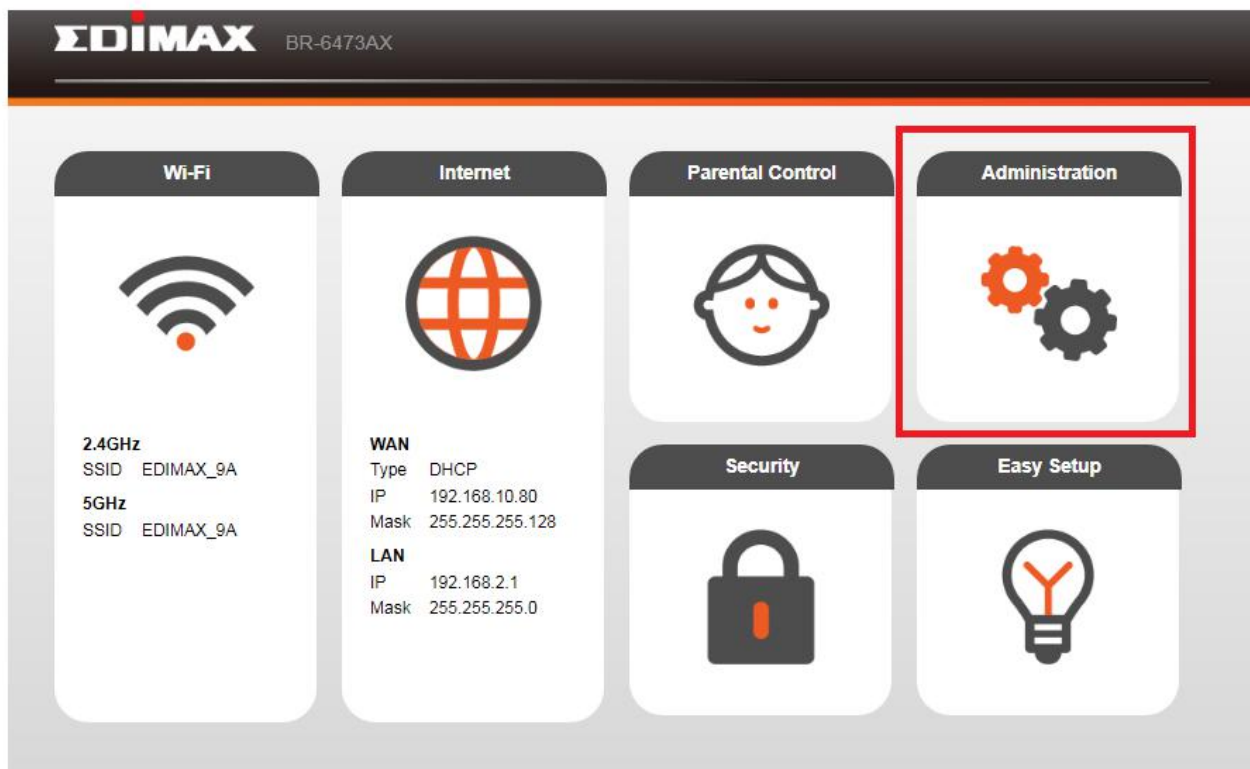 EDIMAX BR-6473AX
Wi-Fi
2.4GHz
SSID EDIMAX_9A
5GHz
SSID EDIMAX_9A
Internet
WAN
Type DHCP
IP 192.168.10.80
Mask 255.255.255.128
LAN
IP 192.168.2.1
Mask 255.255.255.0
Parental Control
Administration
Security
Easy Setup